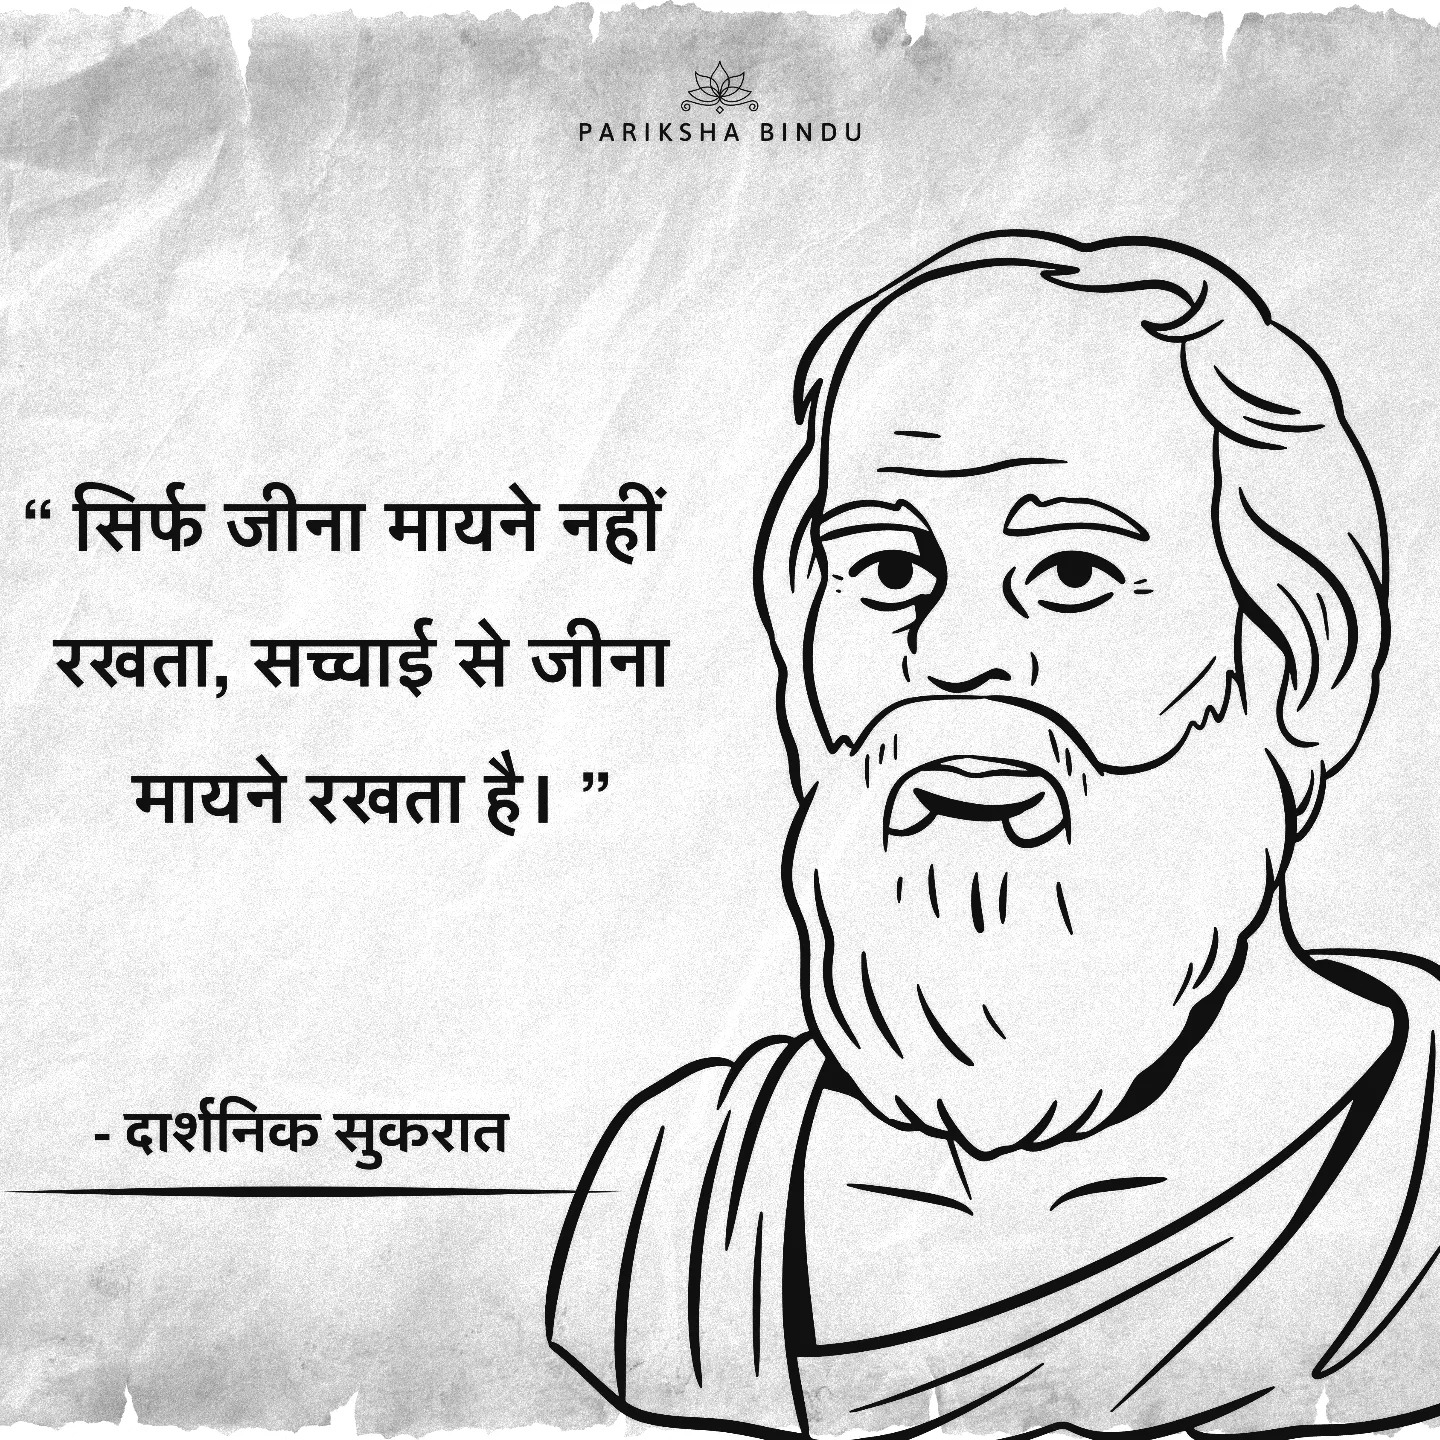 PARIKSHA BINDU
“ सिर्फ जीना मायने नहीं
रखता, सच्चाई से जीना
मायने रखता है। ”
- दार्शनिक सुकरात